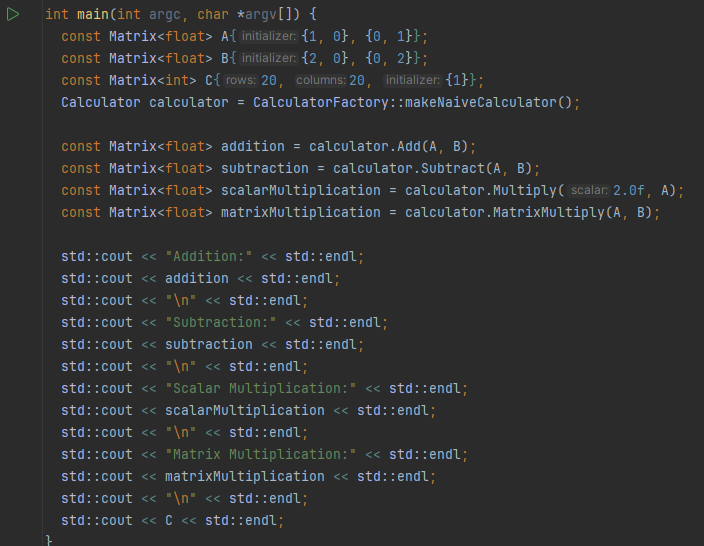 int main(int argc, char *argv[]) {
  const Matrix<float> A{ initializer: {1, 0}, {0, 1}};
  const Matrix<float> B{ initializer: {2, 0}, {0, 2}};
  const Matrix<int> C{ rows: 20, columns: 20, initializer: {1}};
  Calculator calculator = CalculatorFactory::makeNaiveCalculator();

  const Matrix<float> addition = calculator.Add(A, B);
  const Matrix<float> subtraction = calculator.Subtract(A, B);
  const Matrix<float> scalarMultiplication = calculator.Multiply( scalar: 2.0f, A);
  const Matrix<float> matrixMultiplication = calculator.MatrixMultiply(A, B);

  std::cout << "Addition:" << std::endl;
  std::cout << addition << std::endl;
  std::cout << "\n" << std::endl;
  std::cout << "Subtraction:" << std::endl;
  std::cout << subtraction << std::endl;
  std::cout << "\n" << std::endl;
  std::cout << "Scalar Multiplication:" << std::endl;
  std::cout << scalarMultiplication << std::endl;
  std::cout << "\n" << std::endl;
  std::cout << "Matrix Multiplication:" << std::endl;
  std::cout << matrixMultiplication << std::endl;
  std::cout << "\n" << std::endl;
  std::cout << C << std::endl;
}